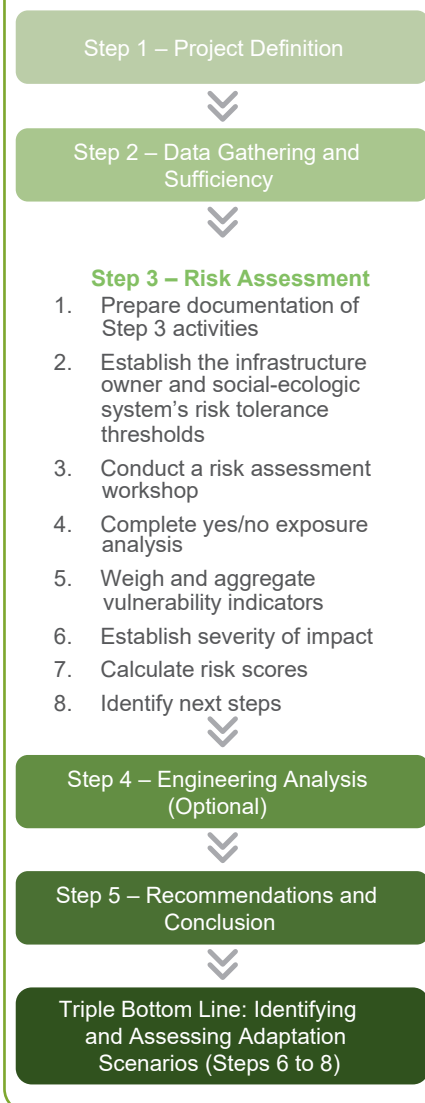 Step 1 – Project Definition
Step 2 – Data Gathering and
Sufficiency
Step 3 – Risk Assessment
1. Prepare documentation of
Step 3 activities
2. Establish the infrastructure
owner and social-ecologic
system's risk tolerance
thresholds
3. Conduct a risk assessment
workshop
4. Complete yes/no exposure
analysis
5. Weigh and aggregate
vulnerability indicators
6. Establish severity of impact
7. Calculate risk scores
8. Identify next steps
Step 4 – Engineering Analysis
(Optional)
Step 5 – Recommendations and
Conclusion
Triple Bottom Line: Identifying
and Assessing Adaptation
Scenarios (Steps 6 to 8)